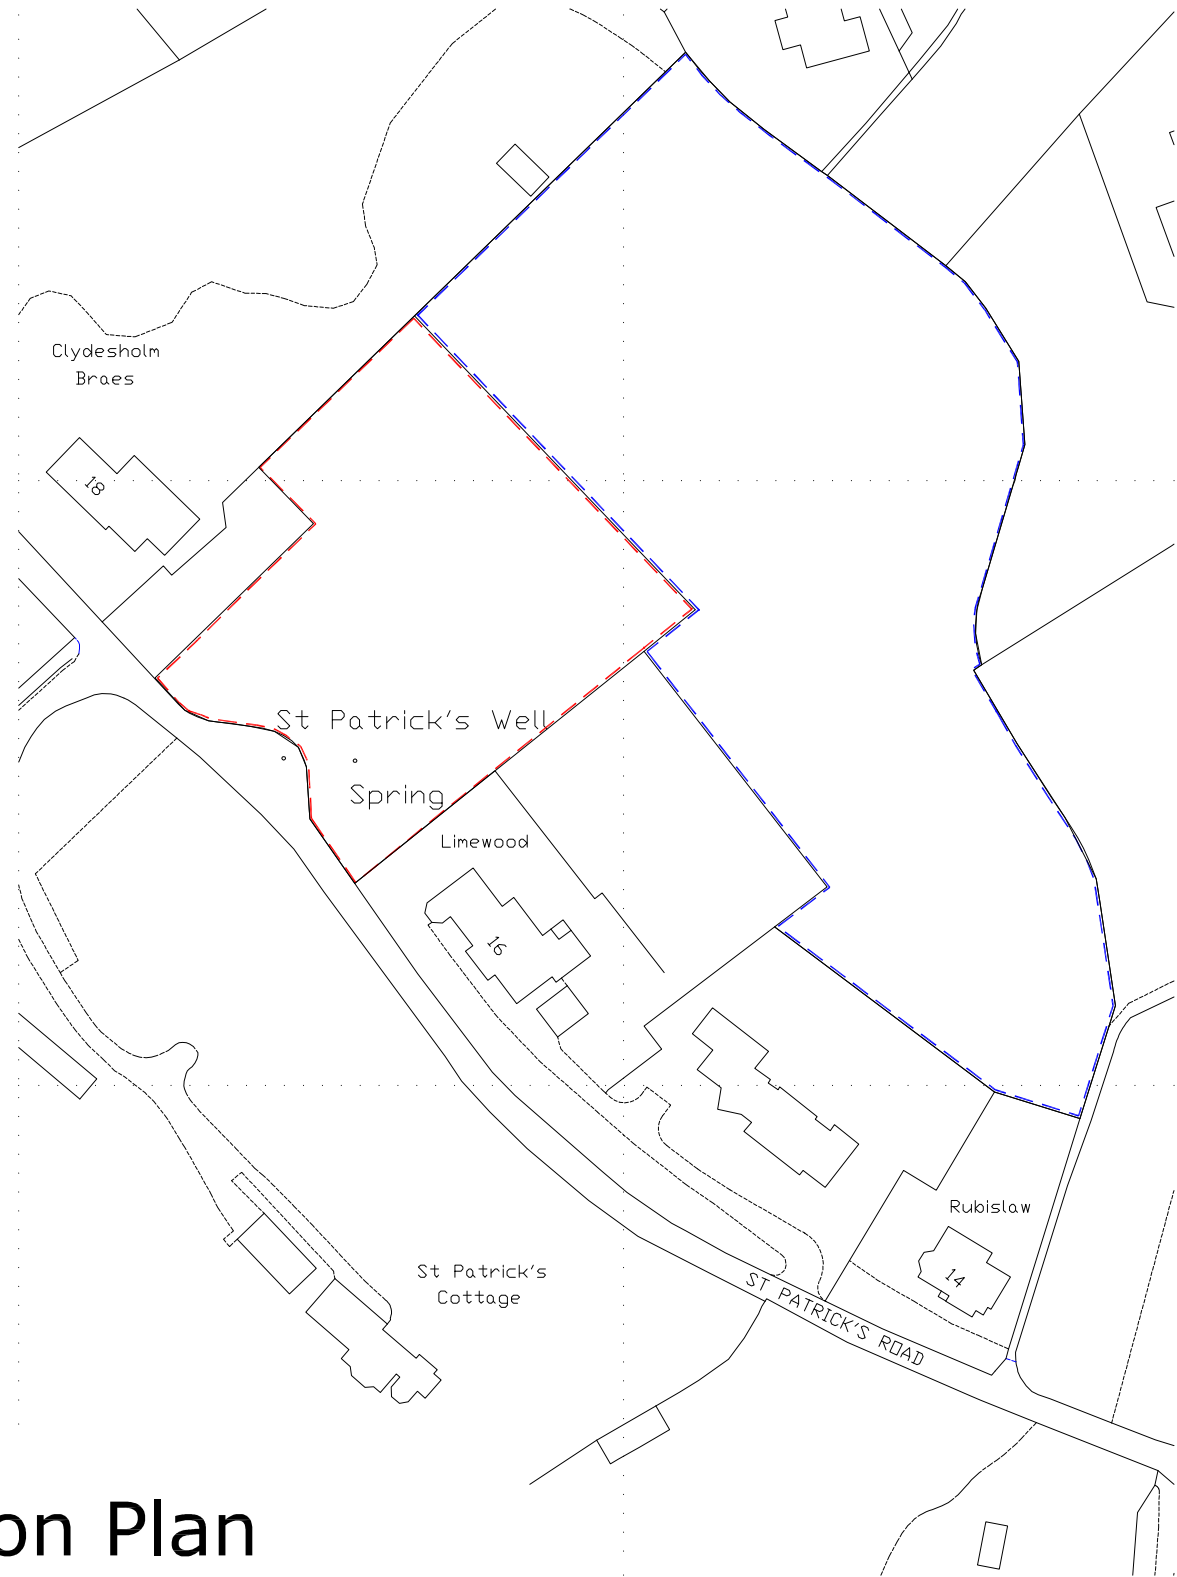 Clydesholm
Braes
18
St Patrick's Well
Spring
Limewood
16
Rubislaw
14
St Patrick's
Cottage
ST PATRICK'S ROAD
on Plan